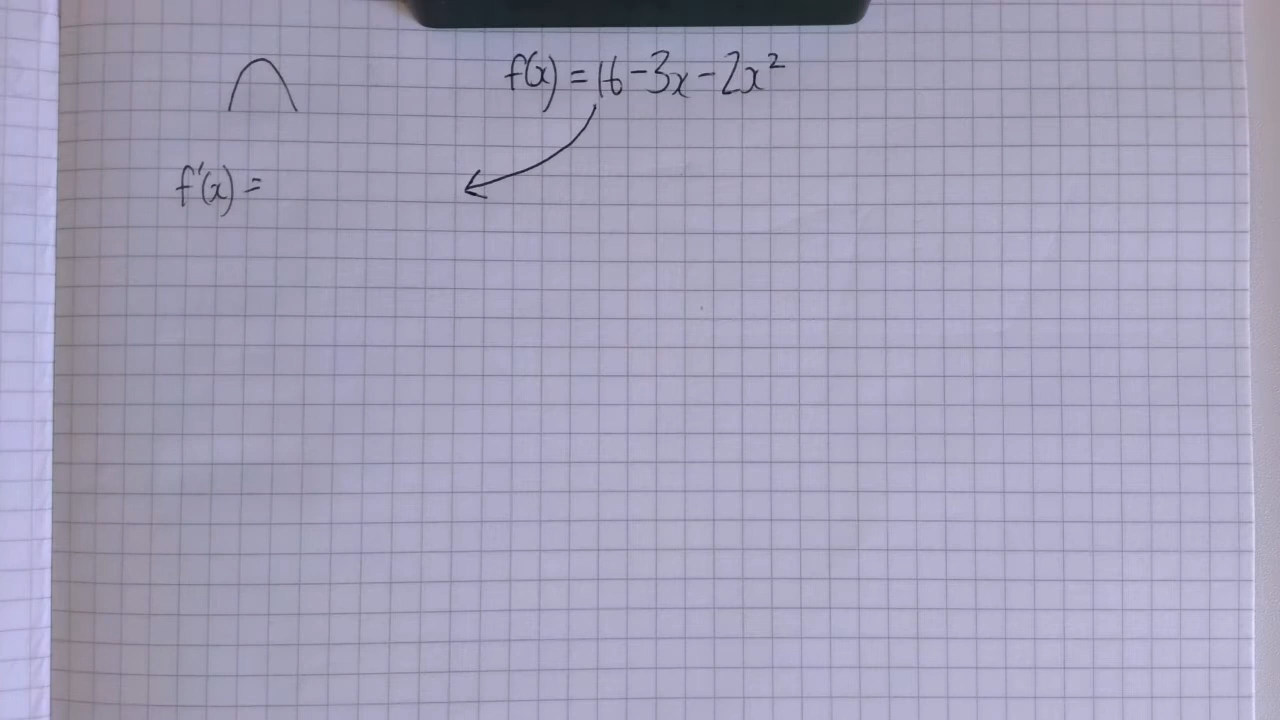 f(x) = 16 - 3x - 2x²
f'(x) =